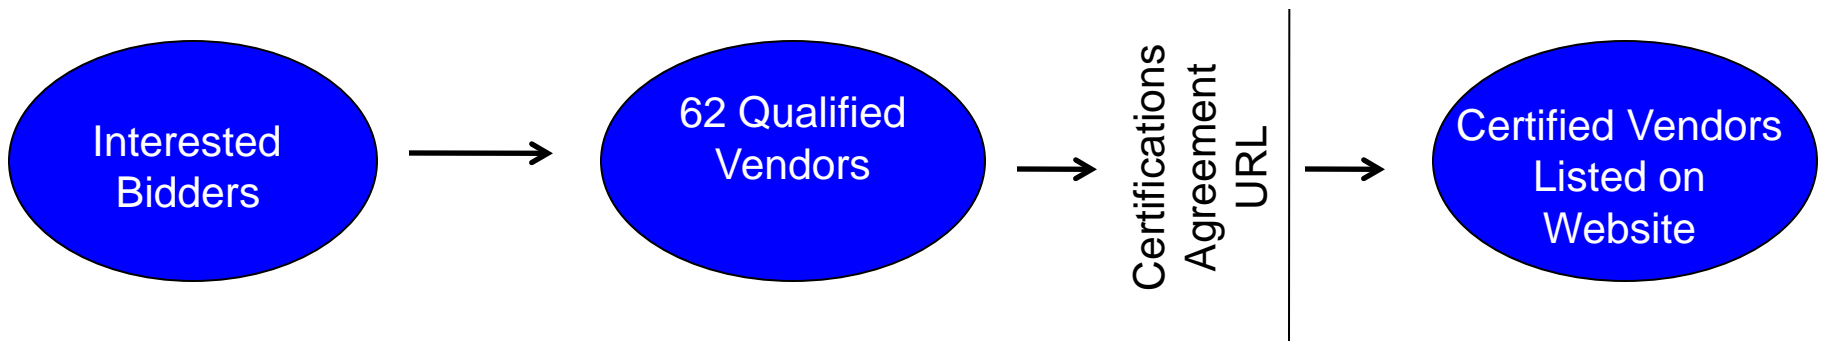 Interested
Bidders
62 Qualified
Vendors
Certifications
Agreement
URL
Certified Vendors
Listed on
Website